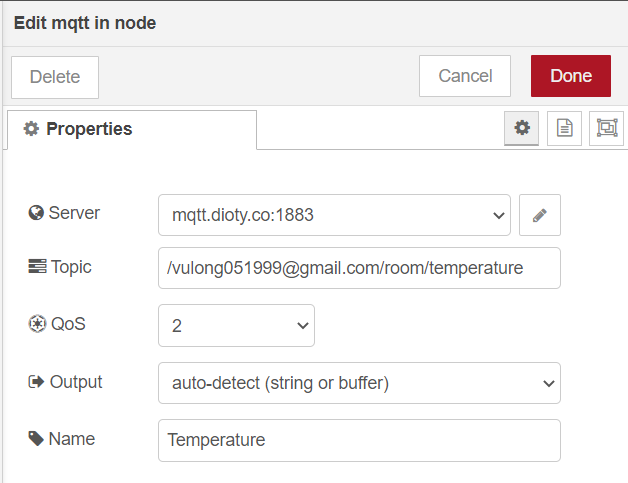 Edit mqtt in node
Delete Cancel Done
Properties
Server mqtt.dioty.co:1883
Topic /vulong051999@gmail.com/room/temperature
QoS 2
Output auto-detect (string or buffer)
Name Temperature